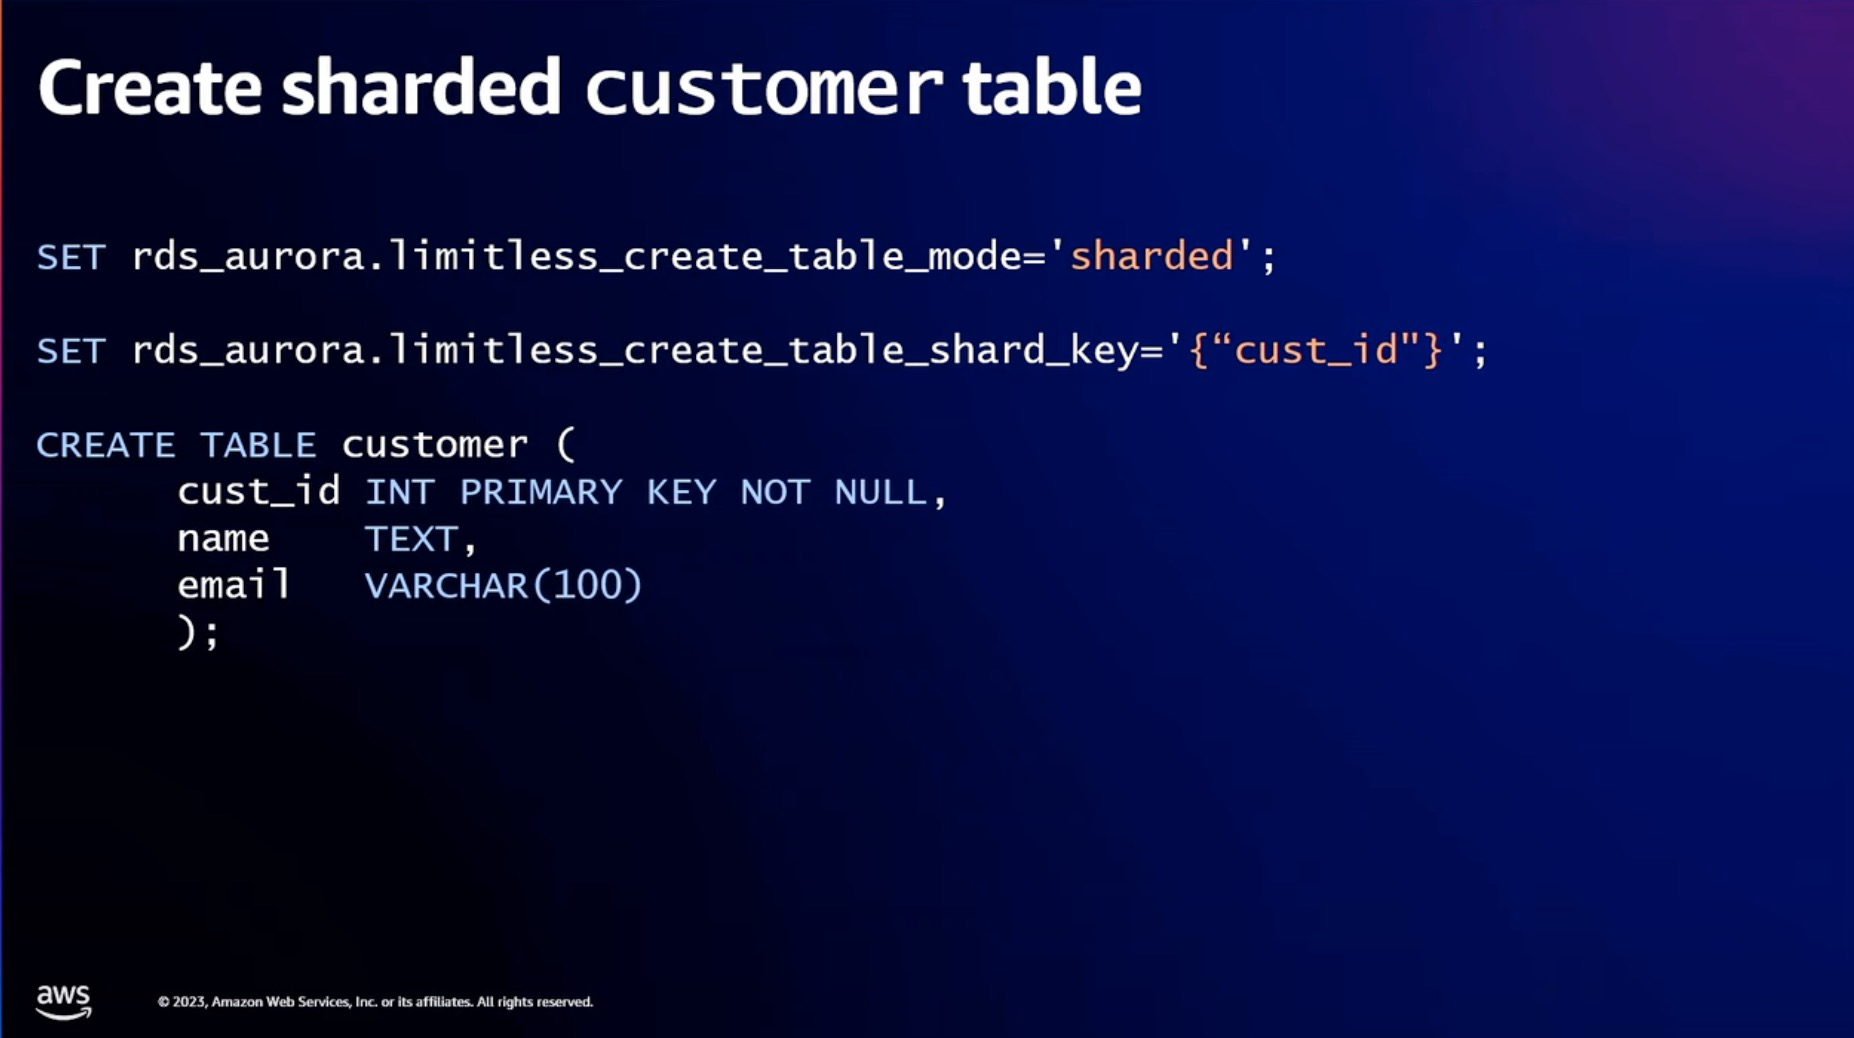 Create sharded customer table
SET rds_aurora.limitless_create_table_mode='sharded';
SET rds_aurora.limitless_create_table_shard_key='{“cust_id"}';
CREATE TABLE customer (
cust_id INT PRIMARY KEY NOT NULL,
name TEXT,
email VARCHAR(100)
);
aws
© 2023, Amazon Web Services, Inc. or its affiliates. All rights reserved.